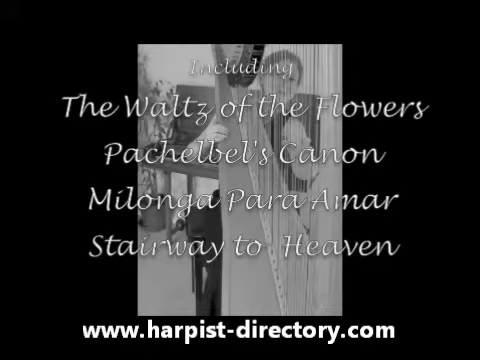 Including
The Waltz of the Flowers
Pachelbel's Canon
Milonga Para Amar
Stairway to Heaven
www.harpist-directory.com